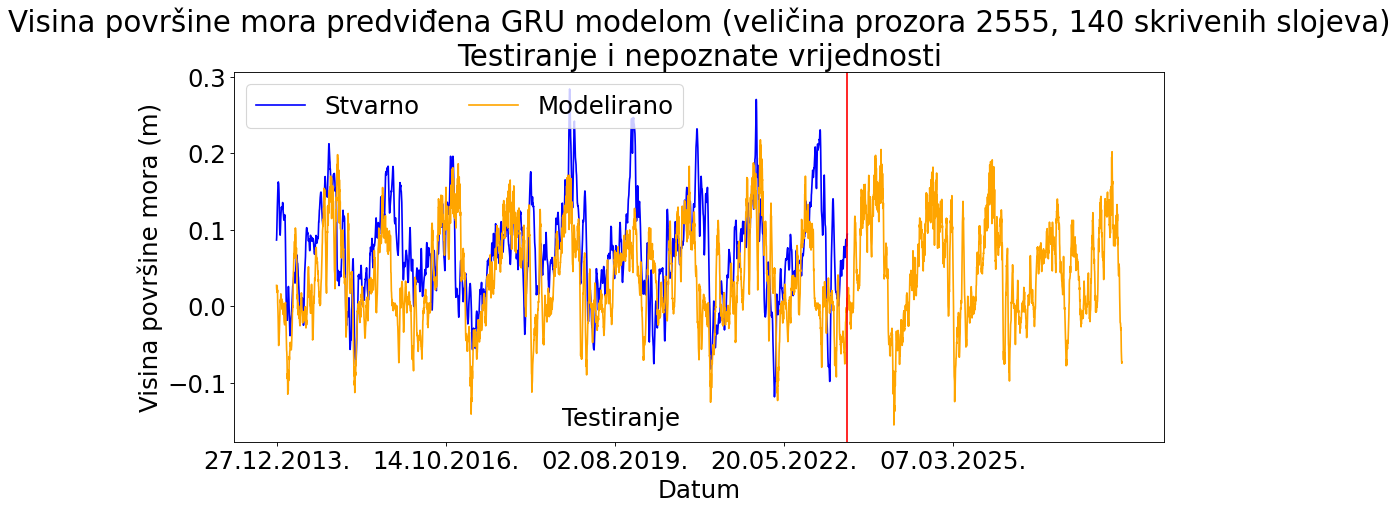 Visina površine mora predviđena GRU modelom (veličina prozora 2555, 140 skrivenih slojeva)
Testiranje i nepoznate vrijednosti
Stvarno
Modelirano
Visina površine mora (m)
0.3
0.2
0.1
0.0
−0.1
Testiranje
27.12.2013.
14.10.2016.
02.08.2019.
20.05.2022.
07.03.2025.
Datum